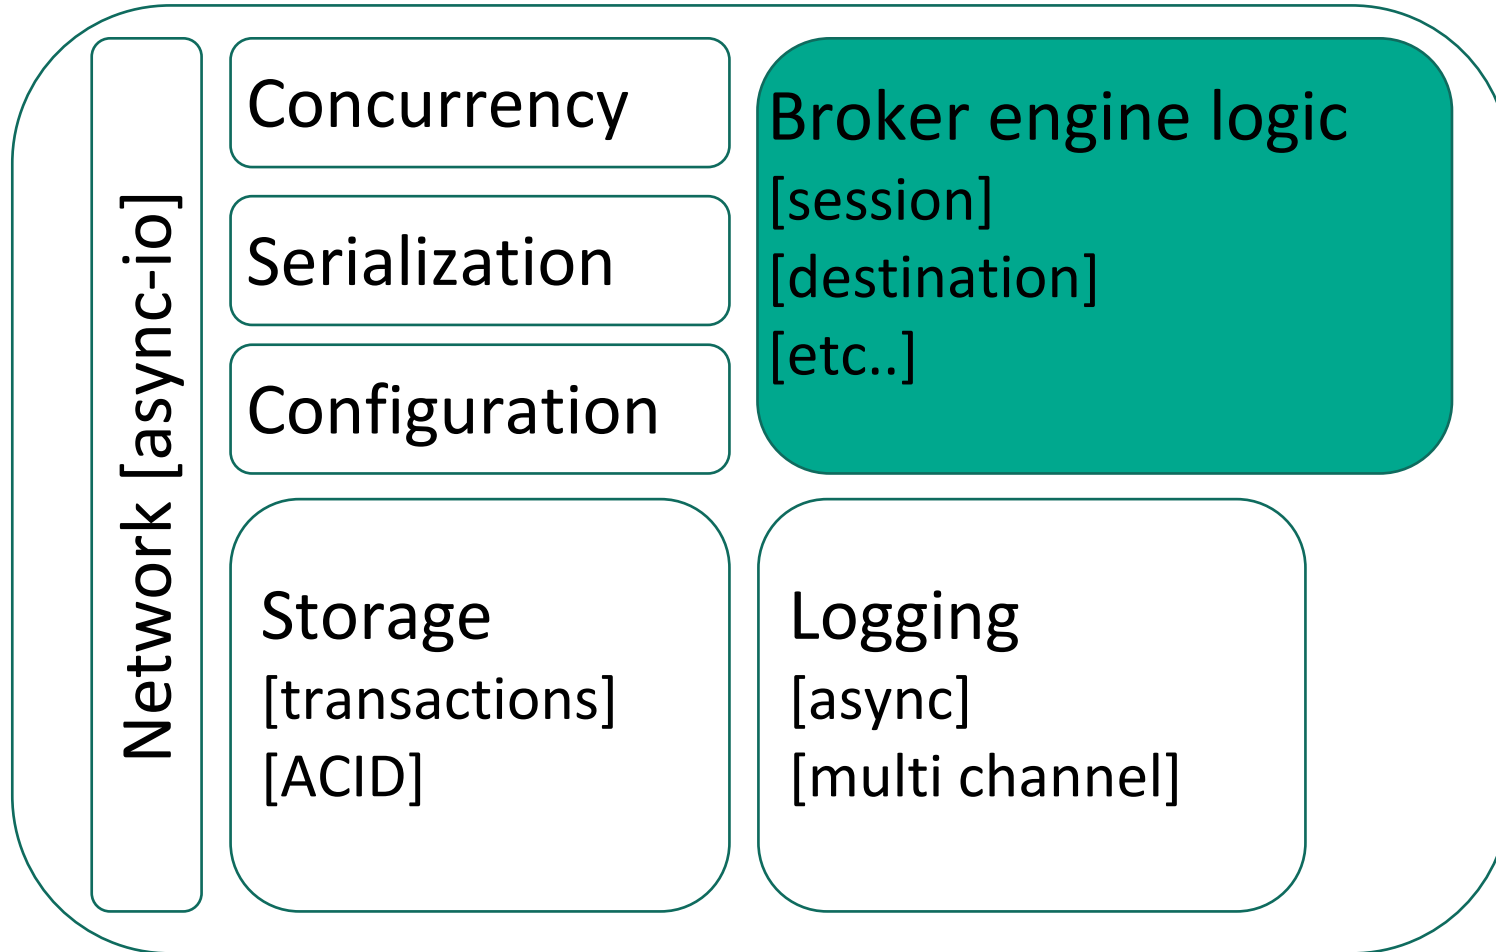 Network [async-io]
Concurrency
Serialization
Configuration
Broker engine logic
[session]
[destination]
[etc..]
Storage
[transactions]
[ACID]
Logging
[async]
[multi channel]